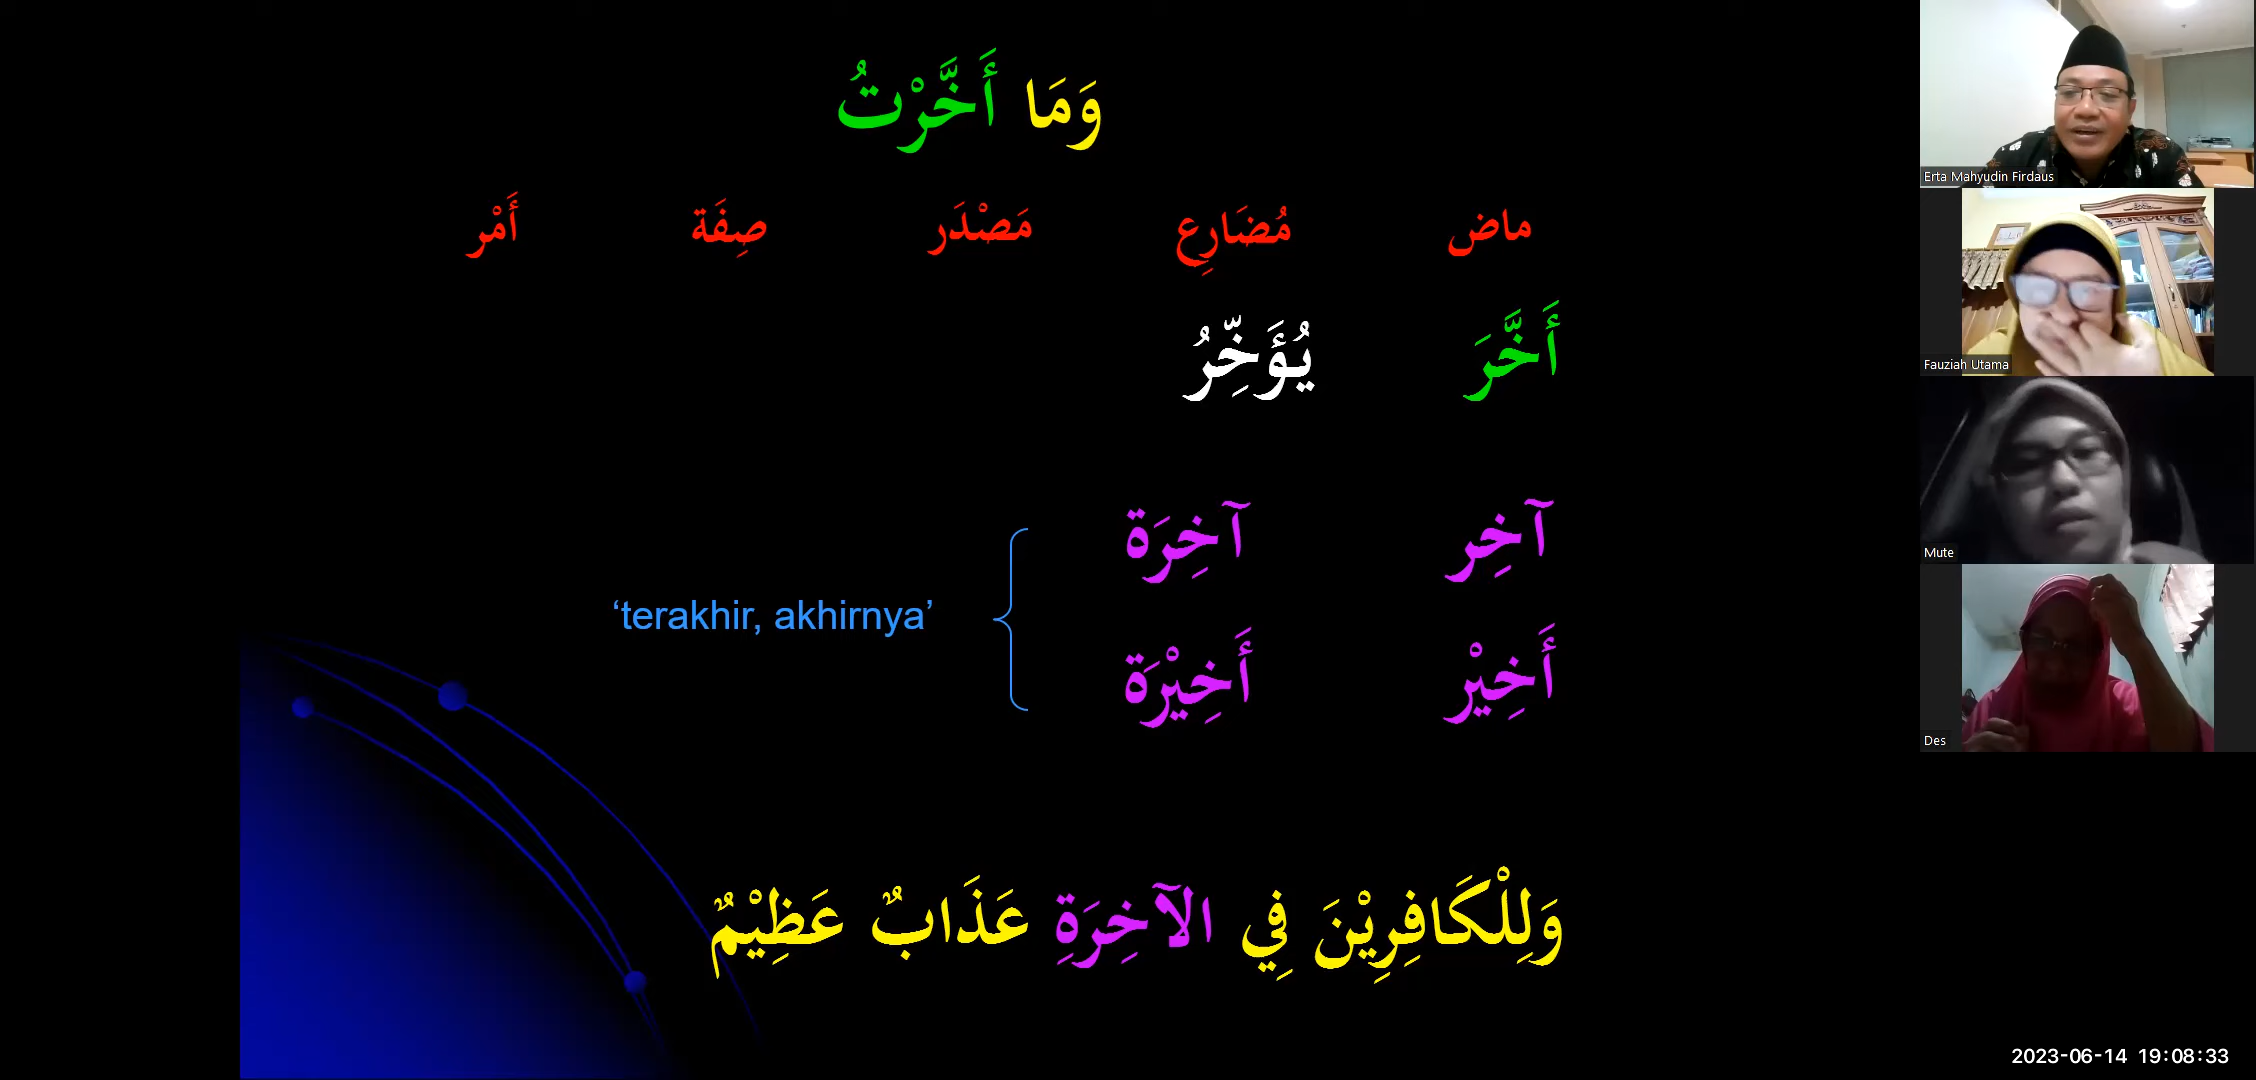 وَمَا أَخَّرْتُ
ماض مُضَارِع مَصْدَر صِفَة أَمْر
أَخَّرَ يُؤَخِّرُ
آخِر آخِرَة
‘terakhir, akhirnya’
أَخِيْر أَخِيْرَة
وَلِلْكَافِرِيْنَ فِي الآخِرَةِ عَذَابٌ عَظِيْمٌ
Erta Mahyudin Firdaus
Fauziah Utama
Mute
Des
2023-06-14 19:08:33